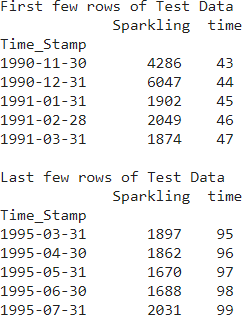 First few rows of Test Data
Sparkling time
Time_Stamp
1990-11-30 4286 43
1990-12-31 6047 44
1991-01-31 1902 45
1991-02-28 2049 46
1991-03-31 1874 47
Last few rows of Test Data
Sparkling time
Time_Stamp
1995-03-31 1897 95
1995-04-30 1862 96
1995-05-31 1670 97
1995-06-30 1688 98
1995-07-31 2031 99